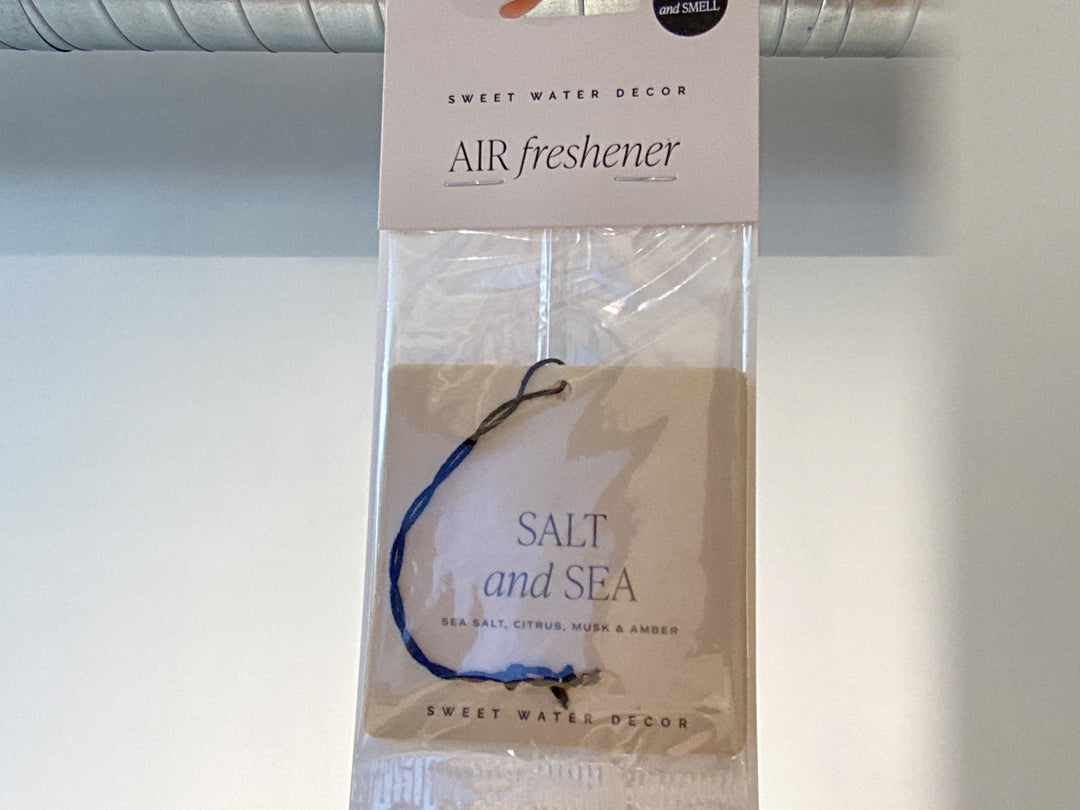 and SMELL
SWEET WATER DECOR
AIR freshener
SALT
and SEA
SEA SALT, CITRUS, MUSK & AMBER
SWEET WATER DECOR